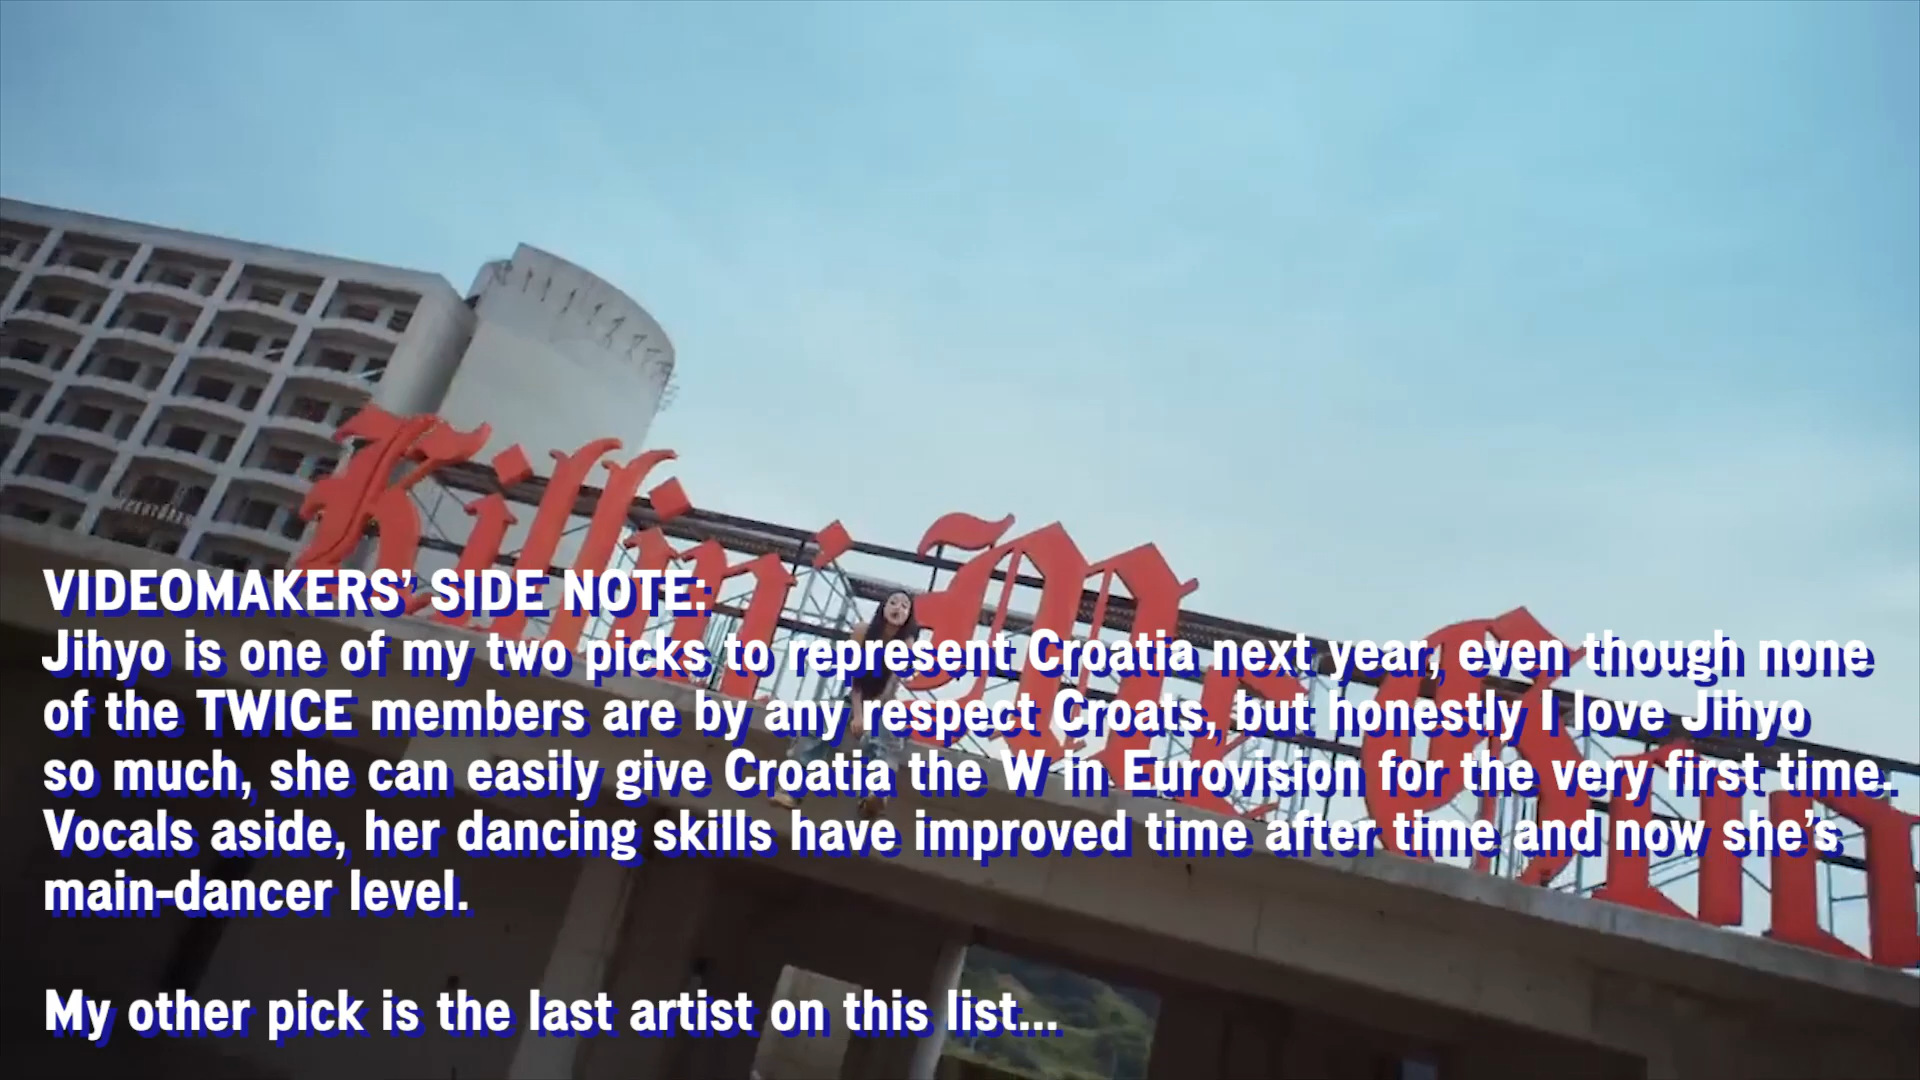 Killin' Me Goo
VIDEOMAKERS' SIDE NOTE:
Jihyo is one of my two picks to represent Croatia next year, even though none
of the TWICE members are by any respect Croats, but honestly I love Jihyo
so much, she can easily give Croatia the W in Eurovision for the very first time.
Vocals aside, her dancing skills have improved time after time and now she's
main-dancer level.
My other pick is the last artist on this list...